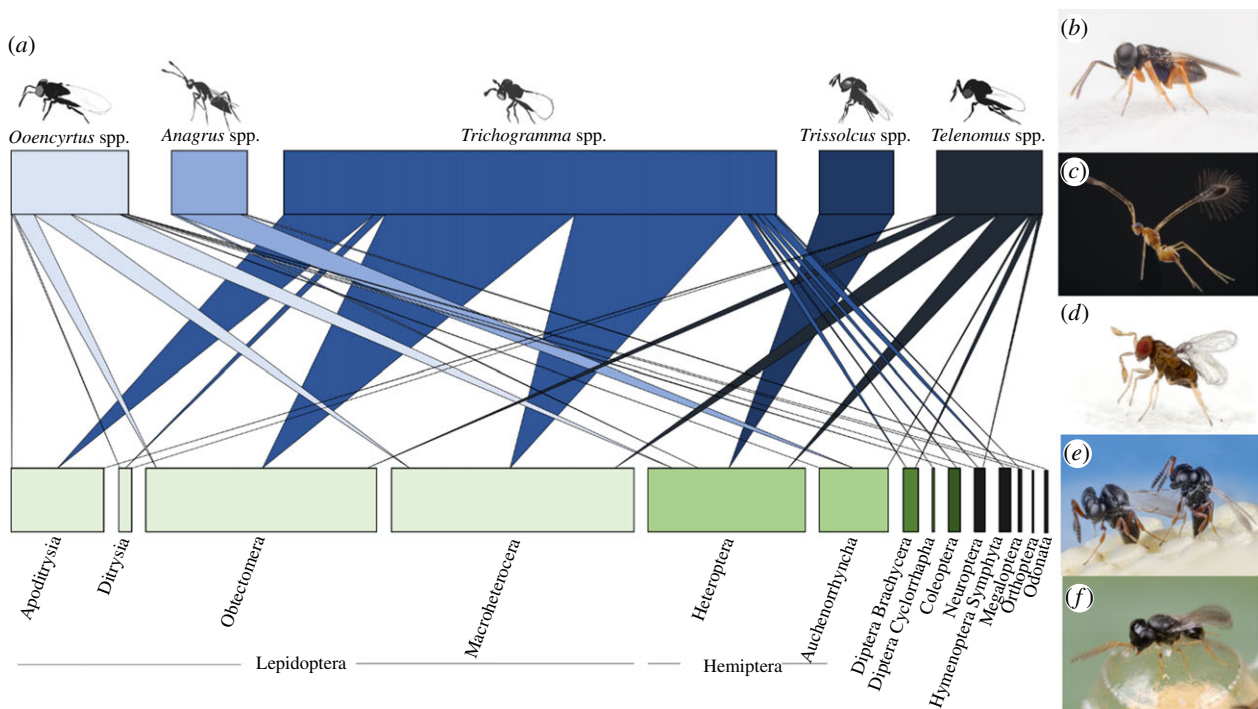 (a)
Ooencyrtus spp.
Anagrus spp.
Trichogramma spp.
Trissolcus spp.
Telenomus spp.
Apoditrysia
Ditrysia
Obtectomera
Macroheterocera
Heteroptera
Auchenorrhyncha
Diptera Brachycera
Diptera Cyclorrhapha
Coleoptera
Neuroptera
Hymenoptera Symphyta
Megaloptera
Orthoptera
Odonata
Lepidoptera
Hemiptera
(b)
(c)
(d)
(e)
(f)